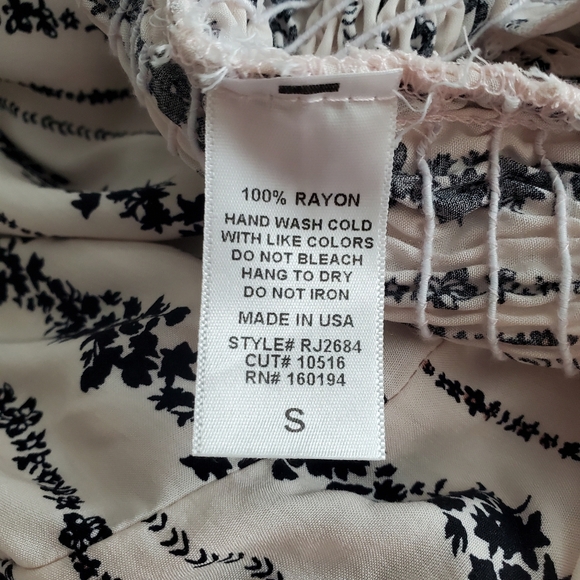 100% RAYON
HAND WASH COLD
WITH LIKE COLORS
DO NOT BLEACH
HANG TO DRY
DO NOT IRON
MADE IN USA
STYLE# RJ2684
CUT# 10516
RN# 160194
S